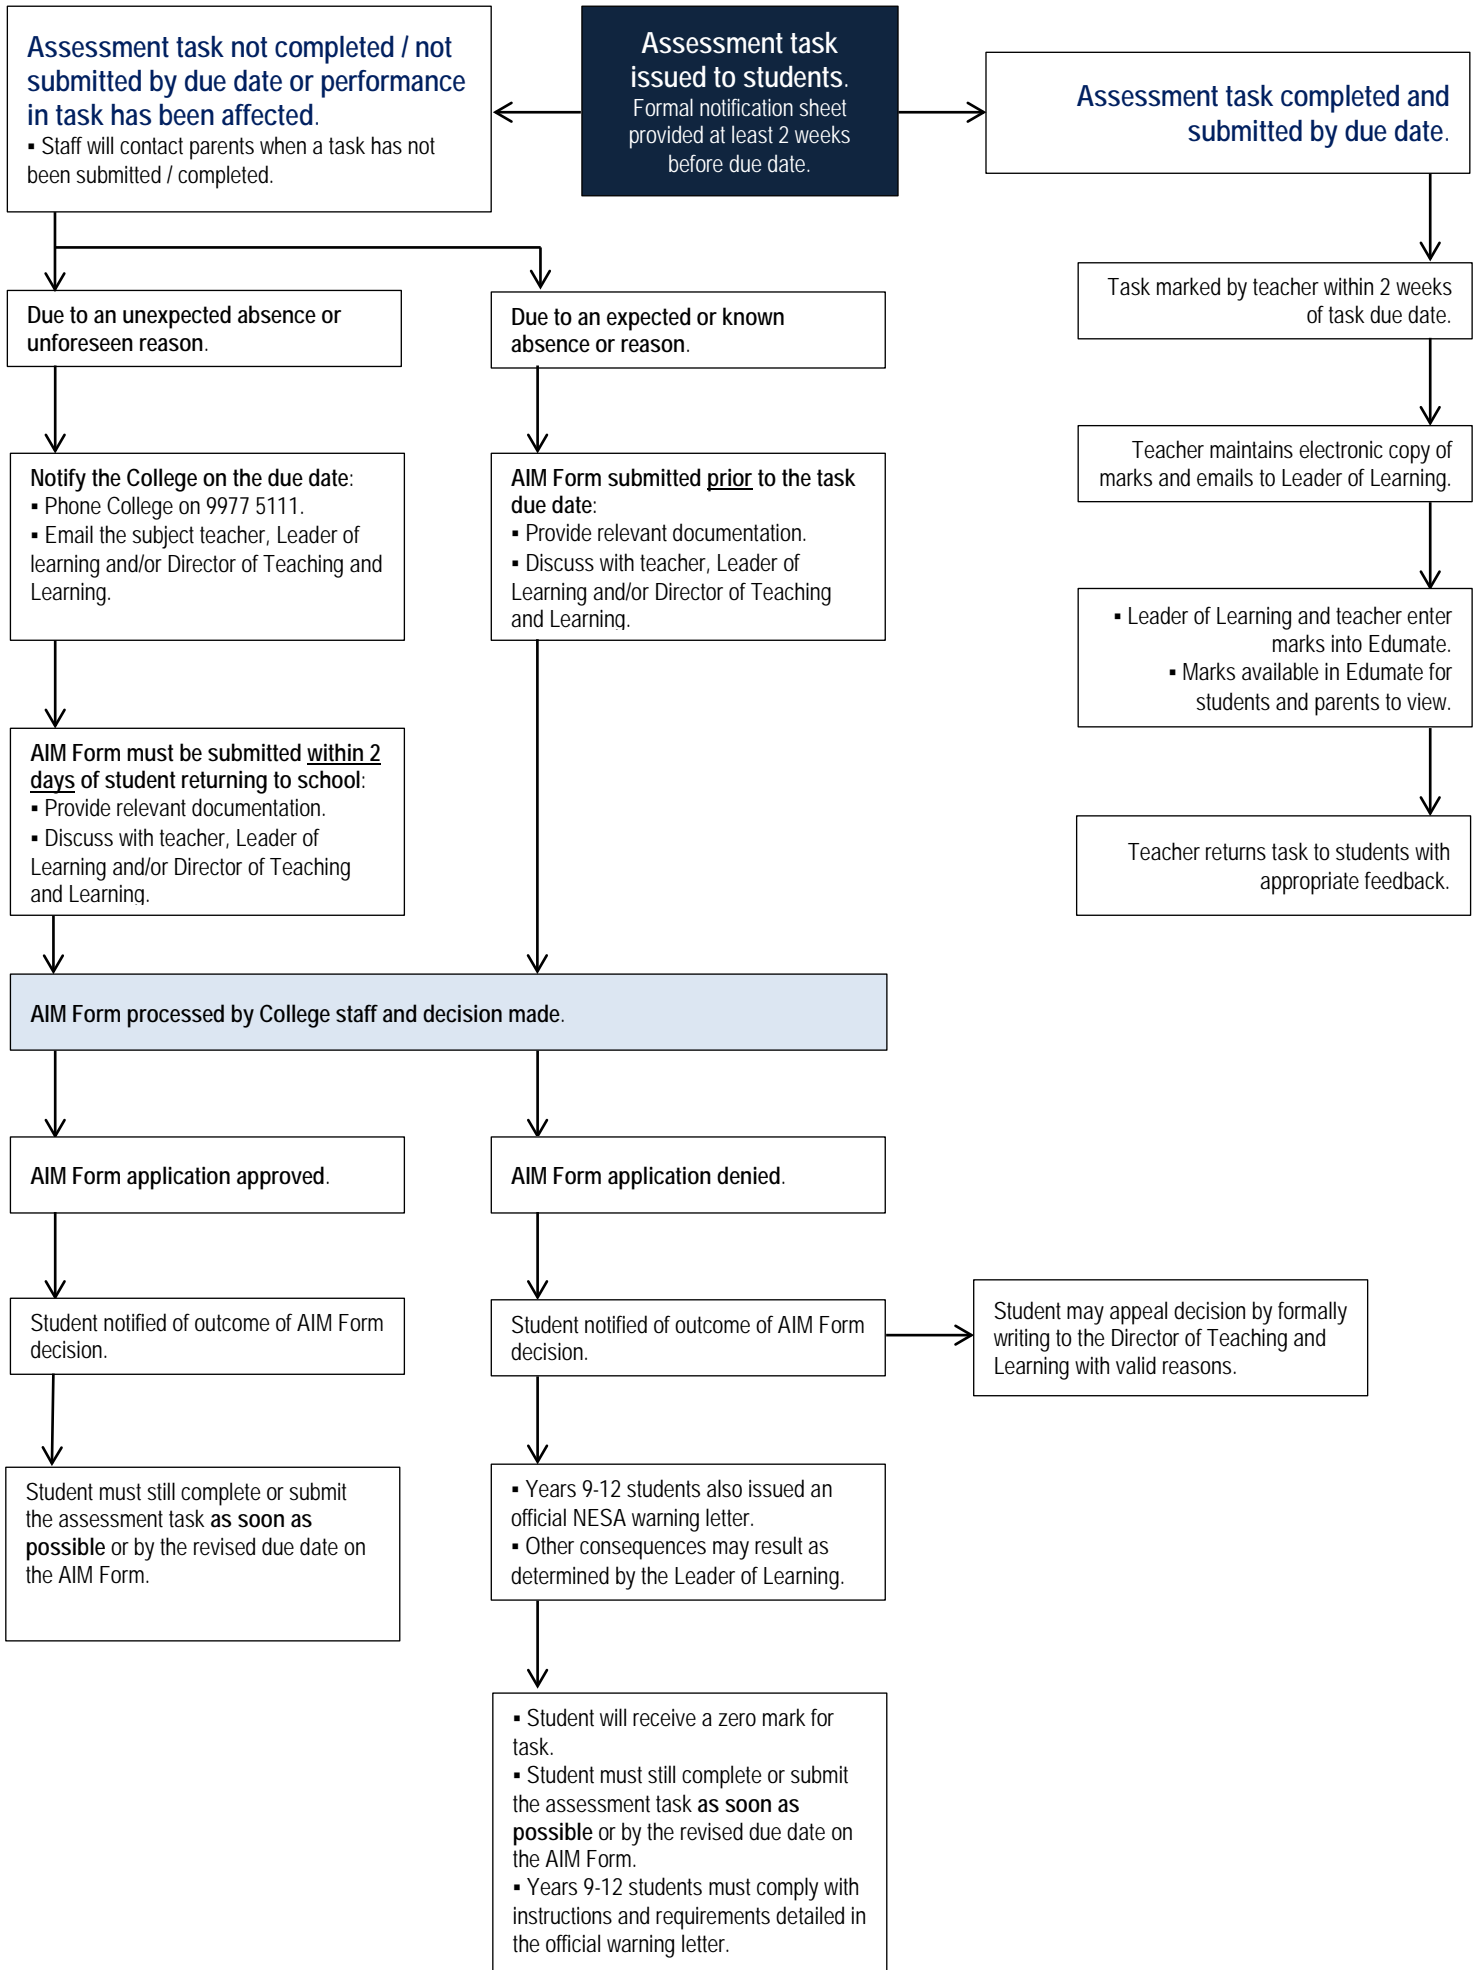 Assessment task not completed / not
submitted by due date or performance
in task has been affected.
▪ Staff will contact parents when a task has not
been submitted / completed.
Assessment task
issued to students.
Formal notification sheet
provided at least 2 weeks
before due date.
Assessment task completed and
submitted by due date.
Due to an unexpected absence or
unforeseen reason.
Due to an expected or known
absence or reason.
Task marked by teacher within 2 weeks
of task due date.
Notify the College on the due date:
▪ Phone College on 9977 5111.
▪ Email the subject teacher, Leader of
learning and/or Director of Teaching and
Learning.
AIM Form submitted prior to the task
due date:
▪ Provide relevant documentation.
▪ Discuss with teacher, Leader of
Learning and/or Director of Teaching
and Learning.
Teacher maintains electronic copy of
marks and emails to Leader of Learning.
▪ Leader of Learning and teacher enter
marks into Edumate.
▪ Marks available in Edumate for
students and parents to view.
AIM Form must be submitted within 2
days of student returning to school:
▪ Provide relevant documentation.
▪ Discuss with teacher, Leader of
Learning and/or Director of Teaching
and Learning.
Teacher returns task to students with
appropriate feedback.
AIM Form processed by College staff and decision made.
AIM Form application approved.
AIM Form application denied.
Student notified of outcome of AIM Form
decision.
Student notified of outcome of AIM Form
decision.
Student may appeal decision by formally
writing to the Director of Teaching and
Learning with valid reasons.
Student must still complete or submit
the assessment task as soon as
possible or by the revised due date on
the AIM Form.
▪ Years 9-12 students also issued an
official NESA warning letter.
▪ Other consequences may result as
determined by the Leader of Learning.
▪ Student will receive a zero mark for
task.
▪ Student must still complete or submit
the assessment task as soon as
possible or by the revised due date on
the AIM Form.
▪ Years 9-12 students must comply with
instructions and requirements detailed in
the official warning letter.